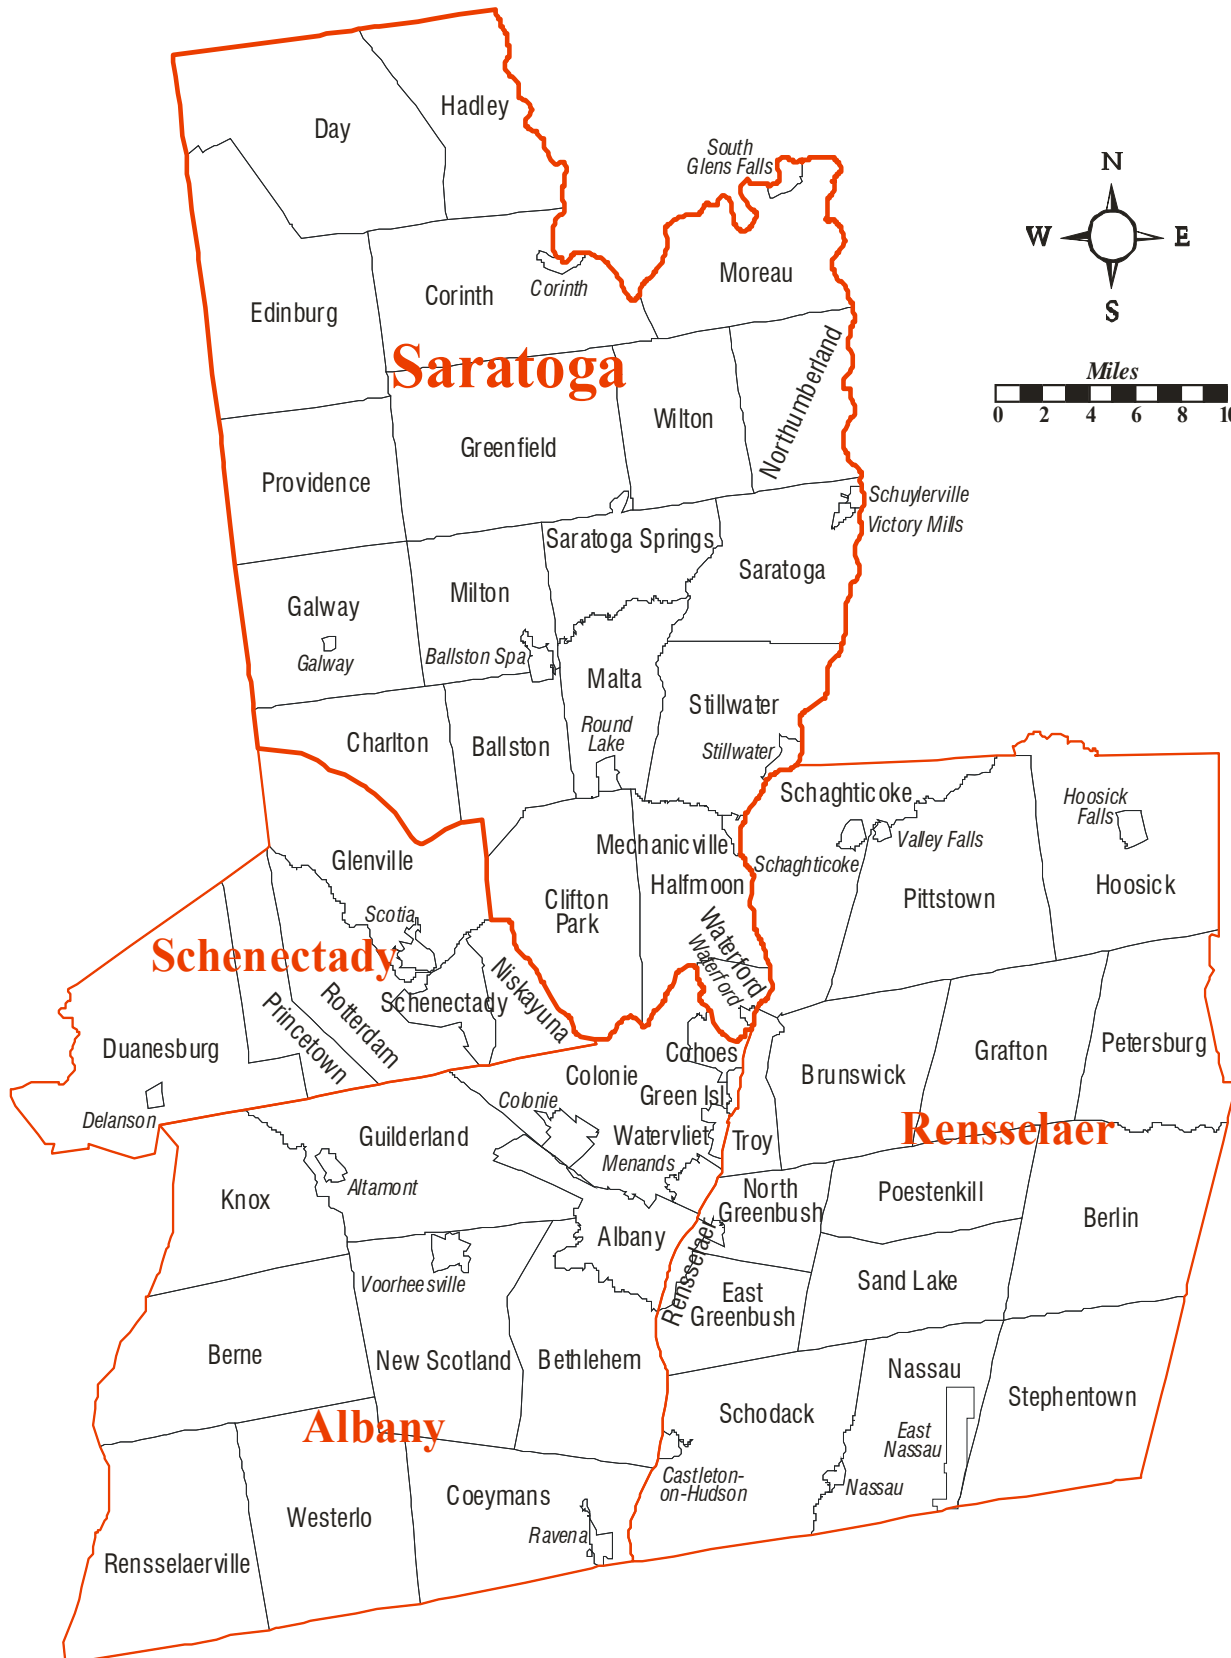 Hadley
Day
South
Glens Falls
N
W
E
S
Moreau
Corinth
Corinth
Edinburg
Saratoga
Miles
0 2 4 6 8 10
Northumberland
Wilton
Greenfield
Providence
Schuylerville
Victory Mills
Saratoga Springs
Saratoga
Milton
Galway
Galway
Ballston Spa
Malta
Stillwater
Round
Lake
Stillwater
Charlton
Ballston
Schaghticoke
Hoosick
Falls
Valley Falls
Schaghticoke
Mechanicville
Halfmoon
Glenville
Clifton
Park
Pittstown
Hoosick
Scotia
Schenectady
Waterford
Waterford
Niskayuna
Schenectady
Rotterdam
Princetown
Duanesburg
Delanson
Cohoes
Colonie
Green Isl.
Colonie
Watervliet
Menands
Troy
Brunswick
Grafton
Petersburg
Rensselaer
Guilderland
Altamont
Knox
North
Greenbush
Poestenkill
Berlin
Albany
Rensselaer
Voorheesville
Sand Lake
East
Greenbush
Berne
New Scotland
Bethlehem
Nassau
Stephentown
Schodack
Albany
East
Nassau
Castleton-
on-Hudson
Nassau
Coeymans
Westerlo
Ravena
Rensselaerville